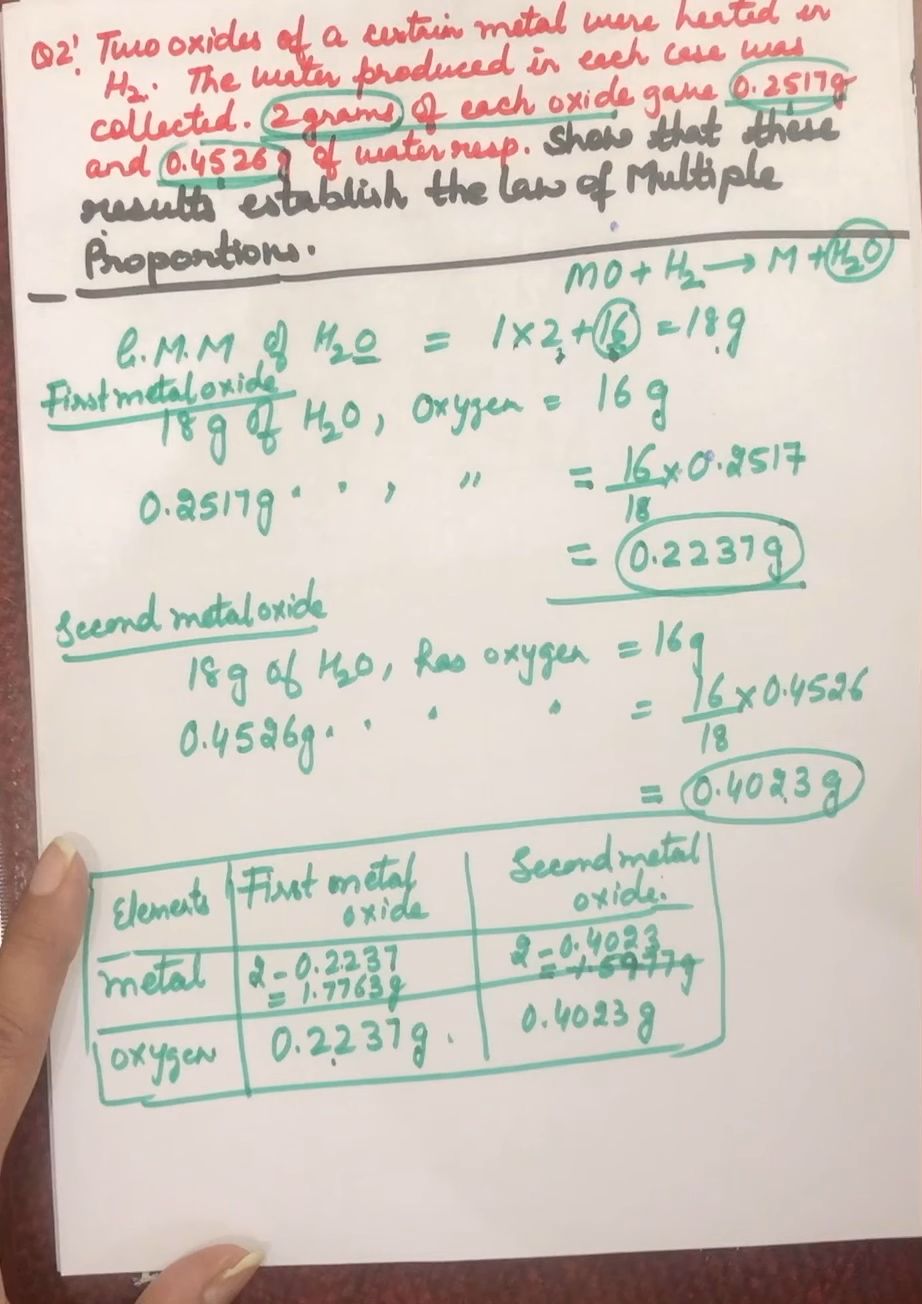 Q2: Two oxides of a certain metal were heated in
H₂. The water produced in each case was
collected. 2 grams of each oxide gave 0.2517g
and 0.4526g of water resp. Show that these
results establish the law of Multiple
Proportions.
MO + H₂ → M + H₂O
G.M.M of H₂O = 1×2+16 = 18g
First metal oxide
18g of H₂O, Oxygen = 16g
0.2517g " " , " = 16/18 × 0.2517
= 0.2237g
Second metal oxide
18g of H₂O, has oxygen = 16g
0.4526g " " " " = 16/18 × 0.4526
= 0.4023g
Elements First metal oxide Second metal oxide.
metal 2 - 0.2237 = 1.7763g 2 - 0.4023 = 1.5977g
oxygen 0.2237g. 0.4023g